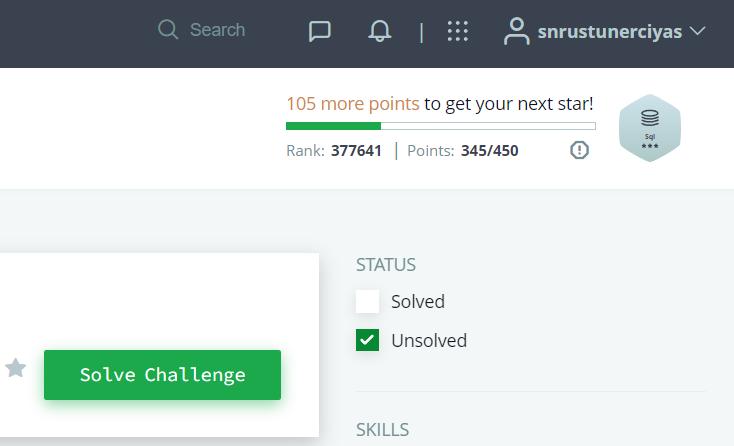 Search | snrustunerciyas
105 more points to get your next star!
Rank: 377641 | Points: 345/450
Sql
***
STATUS
Solved
Unsolved
Solve Challenge
SKILLS